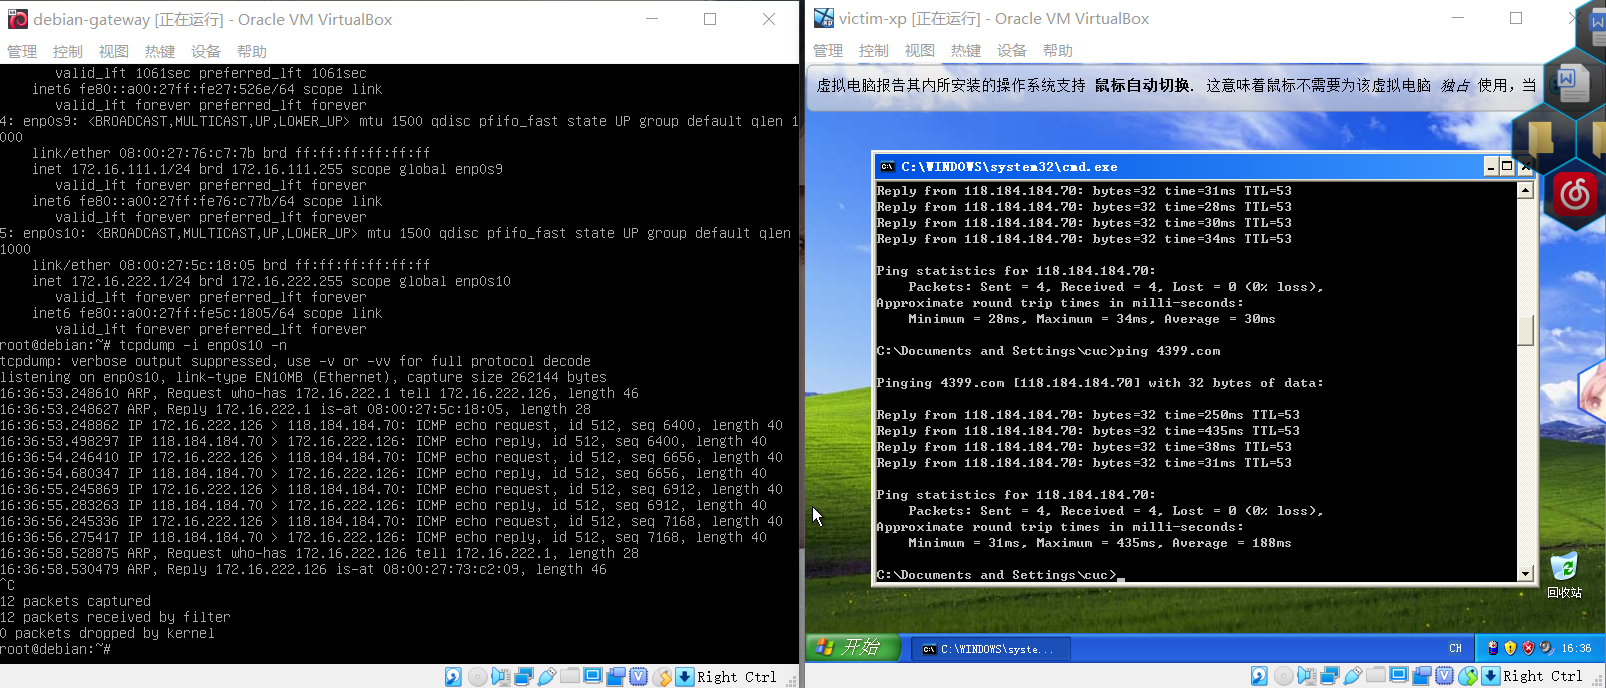 debian-gateway [正在运行] - Oracle VM VirtualBox
管理 控制 视图 热键 设备 帮助
valid_lft 1061sec preferred_lft 1061sec
inet6 fe80::a00:27ff:fe27:526e/64 scope link
valid_lft forever preferred_lft forever
4: enp0s9: <BROADCAST,MULTICAST,UP,LOWER_UP> mtu 1500 qdisc pfifo_fast state UP group default qlen 1
000
link/ether 08:00:27:76:c7:7b brd ff:ff:ff:ff:ff:ff
inet 172.16.111.1/24 brd 172.16.111.255 scope global enp0s9
valid_lft forever preferred_lft forever
inet6 fe80::a00:27ff:fe76:c77b/64 scope link
valid_lft forever preferred_lft forever
5: enp0s10: <BROADCAST,MULTICAST,UP,LOWER_UP> mtu 1500 qdisc pfifo_fast state UP group default qlen
1000
link/ether 08:00:27:5c:18:05 brd ff:ff:ff:ff:ff:ff
inet 172.16.222.1/24 brd 172.16.222.255 scope global enp0s10
valid_lft forever preferred_lft forever
inet6 fe80::a00:27ff:fe5c:1805/64 scope link
valid_lft forever preferred_lft forever
root@debian:~# tcpdump -i enp0s10 -n
tcpdump: verbose output suppressed, use -v or -vv for full protocol decode
listening on enp0s10, link-type EN10MB (Ethernet), capture size 262144 bytes
16:36:53.248610 ARP, Request who-has 172.16.222.1 tell 172.16.222.126, length 46
16:36:53.248627 ARP, Reply 172.16.222.1 is-at 08:00:27:5c:18:05, length 28
16:36:53.248862 IP 172.16.222.126 > 118.184.184.70: ICMP echo request, id 512, seq 6400, length 40
16:36:53.498297 IP 118.184.184.70 > 172.16.222.126: ICMP echo reply, id 512, seq 6400, length 40
16:36:54.246410 IP 172.16.222.126 > 118.184.184.70: ICMP echo request, id 512, seq 6656, length 40
16:36:54.680347 IP 118.184.184.70 > 172.16.222.126: ICMP echo reply, id 512, seq 6656, length 40
16:36:55.245869 IP 172.16.222.126 > 118.184.184.70: ICMP echo request, id 512, seq 6912, length 40
16:36:55.283263 IP 118.184.184.70 > 172.16.222.126: ICMP echo reply, id 512, seq 6912, length 40
16:36:56.245336 IP 172.16.222.126 > 118.184.184.70: ICMP echo request, id 512, seq 7168, length 40
16:36:56.275417 IP 118.184.184.70 > 172.16.222.126: ICMP echo reply, id 512, seq 7168, length 40
16:36:58.528875 ARP, Request who-has 172.16.222.126 tell 172.16.222.1, length 28
16:36:58.530479 ARP, Reply 172.16.222.126 is-at 08:00:27:73:c2:09, length 46
^C
12 packets captured
12 packets received by filter
0 packets dropped by kernel
root@debian:~#
Right Ctrl
victim-xp [正在运行] - Oracle VM VirtualBox
管理 控制 视图 热键 设备 帮助
虚拟电脑报告其内所安装的操作系统支持 鼠标自动切换. 这意味着鼠标不需要为该虚拟电脑 独占 使用，当
C:\WINDOWS\system32\cmd.exe
Reply from 118.184.184.70: bytes=32 time=31ms TTL=53
Reply from 118.184.184.70: bytes=32 time=28ms TTL=53
Reply from 118.184.184.70: bytes=32 time=30ms TTL=53
Reply from 118.184.184.70: bytes=32 time=34ms TTL=53
Ping statistics for 118.184.184.70:
Packets: Sent = 4, Received = 4, Lost = 0 (0% loss),
Approximate round trip times in milli-seconds:
Minimum = 28ms, Maximum = 34ms, Average = 30ms
C:\Documents and Settings\cuc>ping 4399.com
Pinging 4399.com [118.184.184.70] with 32 bytes of data:
Reply from 118.184.184.70: bytes=32 time=250ms TTL=53
Reply from 118.184.184.70: bytes=32 time=435ms TTL=53
Reply from 118.184.184.70: bytes=32 time=38ms TTL=53
Reply from 118.184.184.70: bytes=32 time=31ms TTL=53
Ping statistics for 118.184.184.70:
Packets: Sent = 4, Received = 4, Lost = 0 (0% loss),
Approximate round trip times in milli-seconds:
Minimum = 31ms, Maximum = 435ms, Average = 188ms
C:\Documents and Settings\cuc>_
回收站
开始 C:\WINDOWS\syste... CH 16:36
Right Ctrl